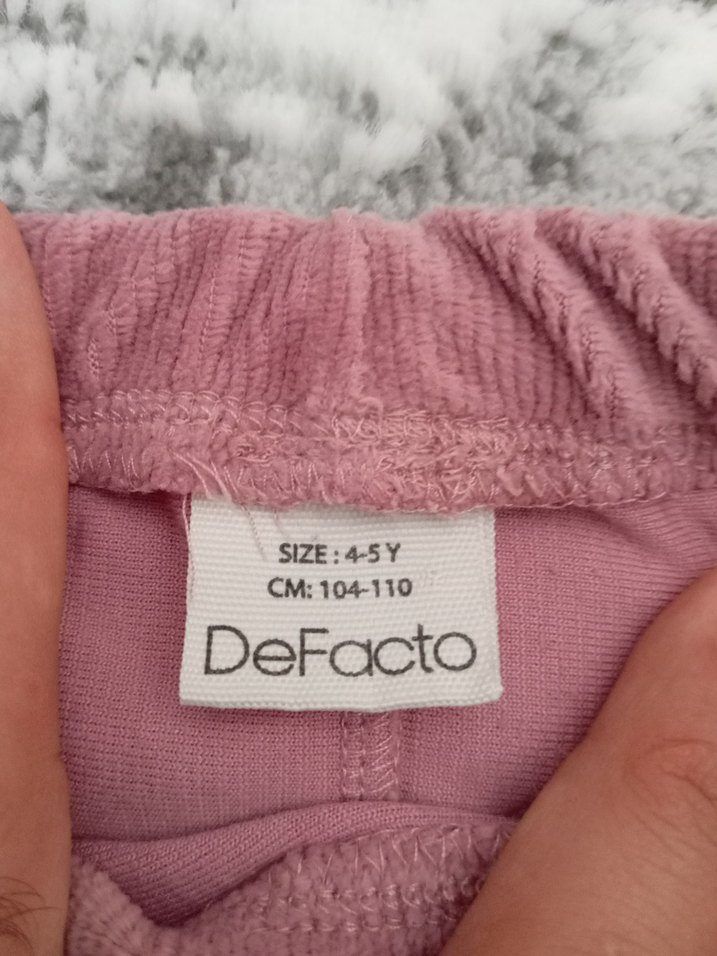 SIZE : 4-5 Y
CM: 104-110
DeFacto